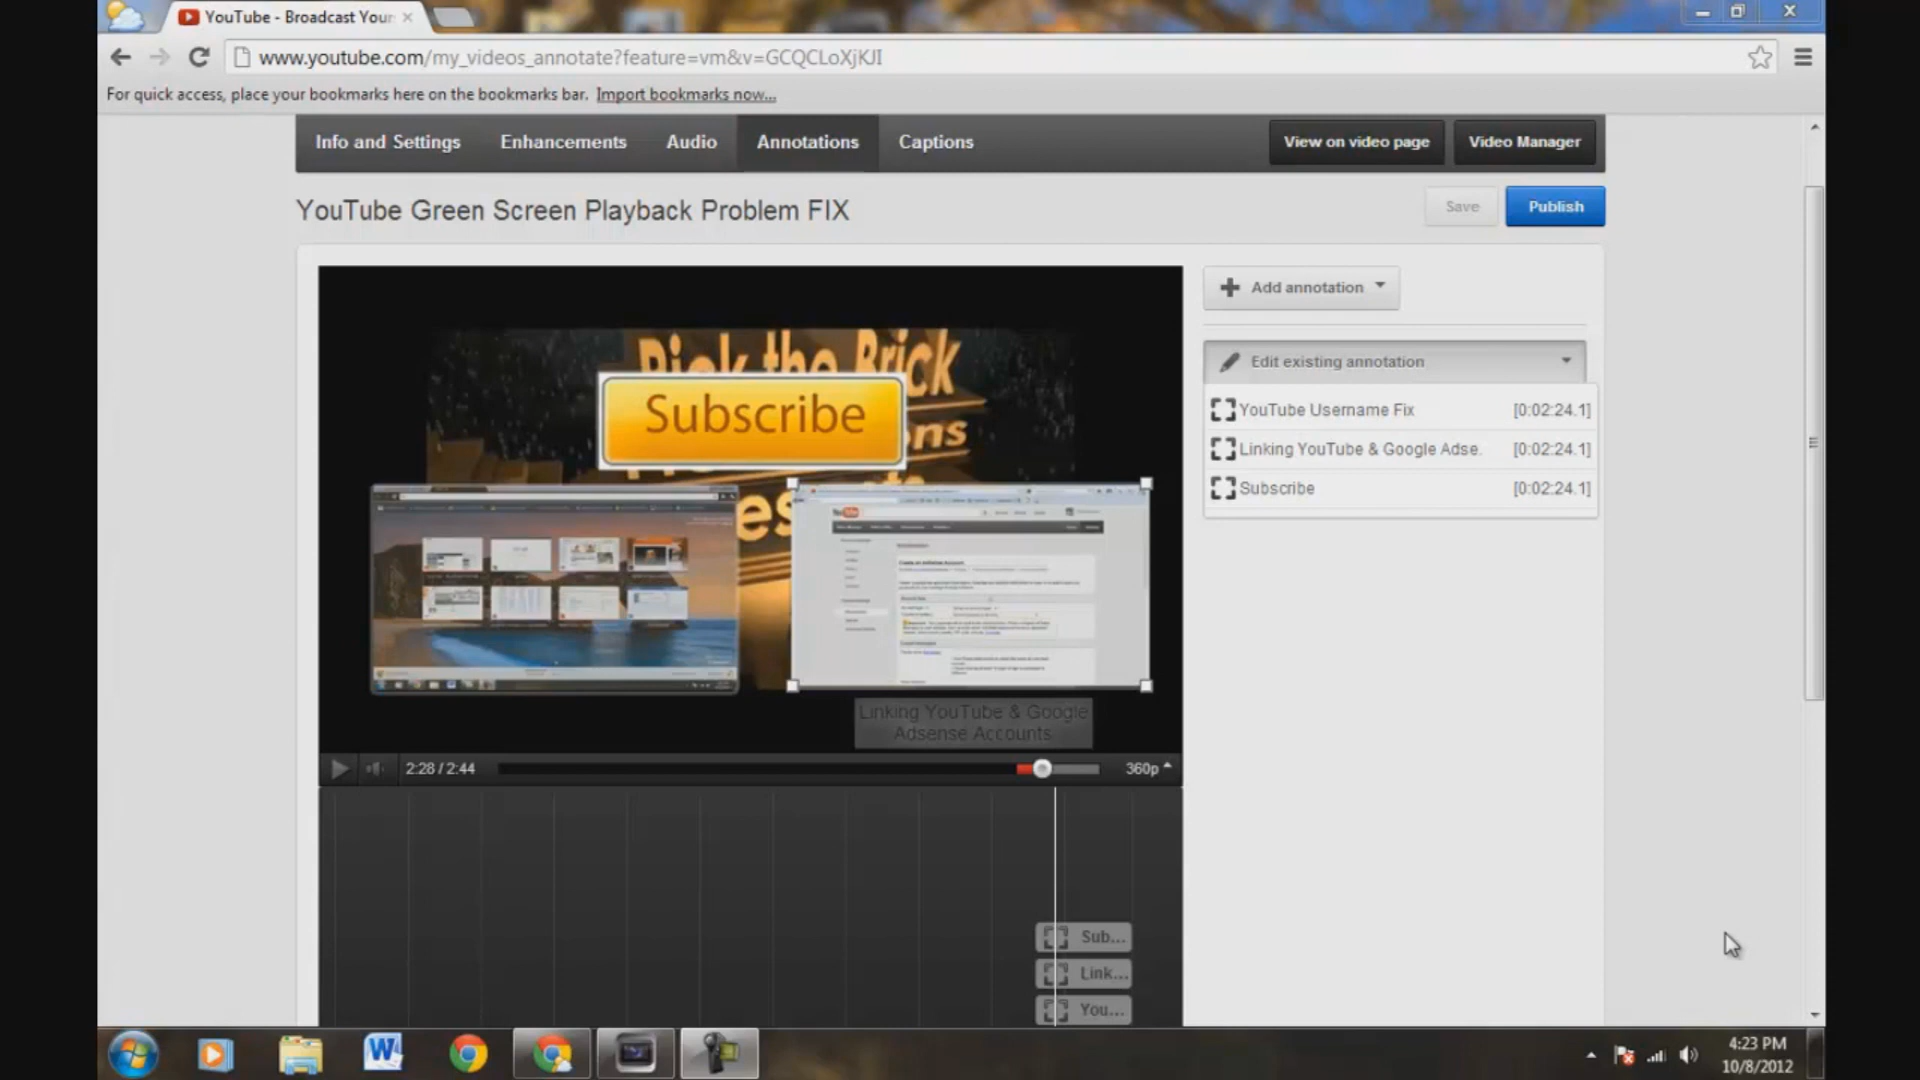 YouTube - Broadcast Your
www.youtube.com/my_videos_annotate?feature=vm&v=GCQCLoXjKJI
For quick access, place your bookmarks here on the bookmarks bar. Import bookmarks now...
Info and Settings Enhancements Audio Annotations Captions View on video page Video Manager
YouTube Green Screen Playback Problem FIX
Save Publish
Add annotation
Edit existing annotation
YouTube Username Fix [0:02:24.1]
Linking YouTube & Google Adse. [0:02:24.1]
Subscribe [0:02:24.1]
Pick the Brick
Subscribe
Linking YouTube & Google
Adsense Accounts
2:28 / 2:44 360p
Sub...
Link...
You...
4:23 PM
10/8/2012